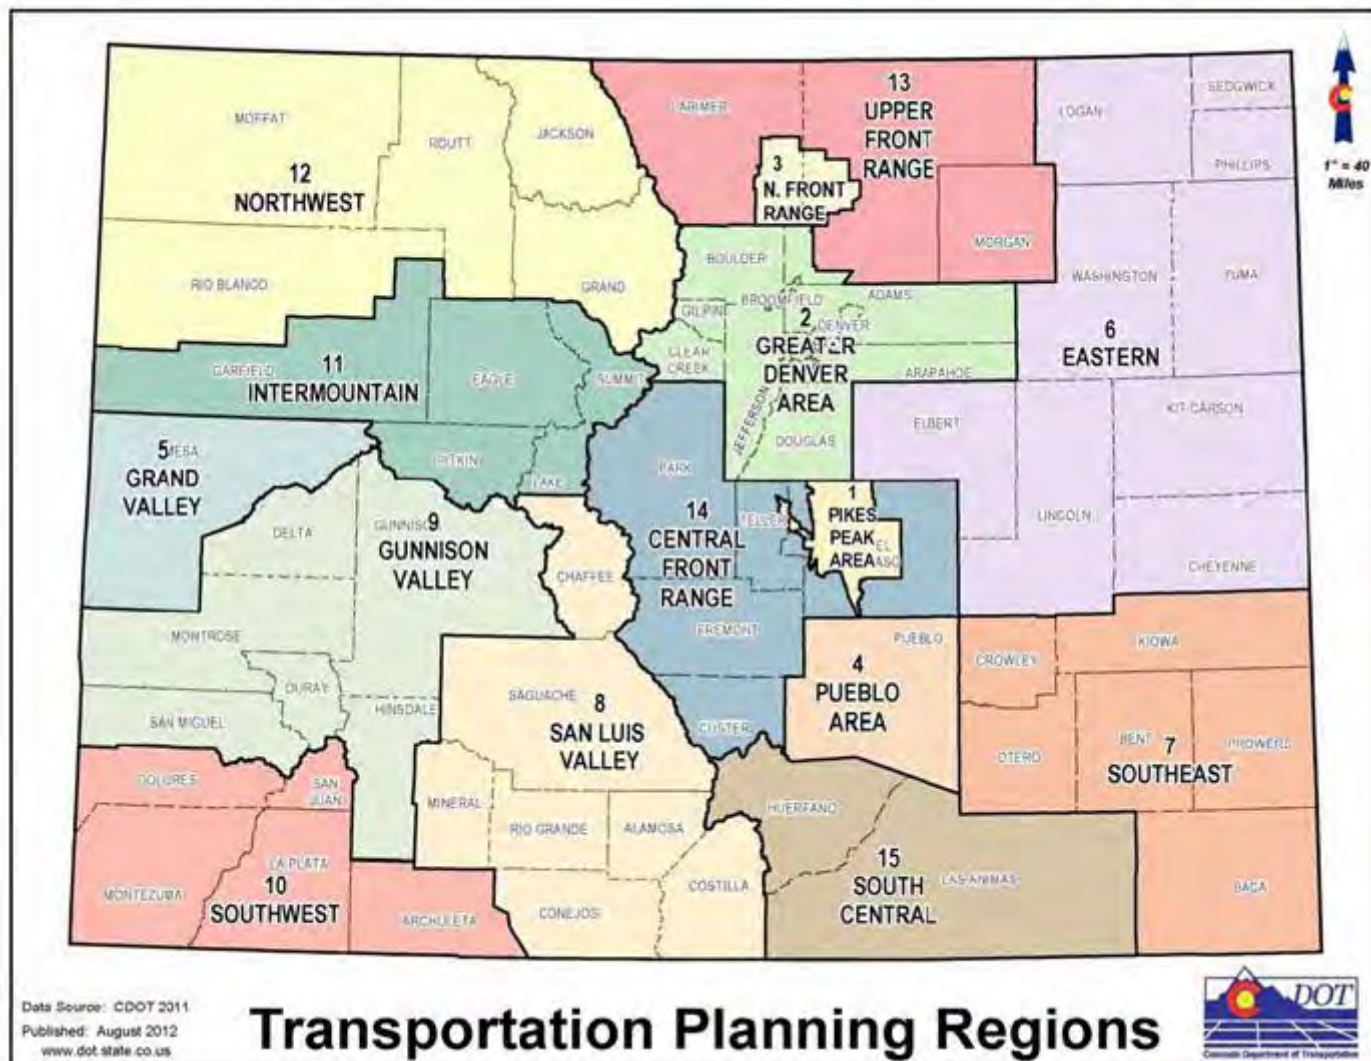 SEDGWICK
13
UPPER
FRONT
RANGE
LARIMER
LOGAN
MOFFAT
JACKSON
ROUTT
PHILLIPS
1" = 40
Miles
12
NORTHWEST
3
N. FRONT
RANGE
MORGAN
BOULDER
WASHINGTON
YUMA
RIO BLANCO
GRAND
ADAMS
BROOMFIELD
GILPIN
2
GREATER
DENVER
AREA
DENVER
6
EASTERN
CLEAR
CREEK
ARAPAHOE
11
INTERMOUNTAIN
GARFIELD
EAGLE
SUMMIT
JEFFERSON
KIT CARSON
ELBERT
DOUGLAS
5
MESA
GRAND
VALLEY
PITKIN
LAKE
PARK
14
CENTRAL
FRONT
RANGE
TELLER
1
PIKES
PEAK
AREA
EL
PASO
LINCOLN
DELTA
GUNNISON
9
GUNNISON
VALLEY
CHAFFEE
CHEYENNE
MONTROSE
FREMONT
PUEBLO
KIOWA
CROWLEY
4
PUEBLO
AREA
OURAY
HINSDALE
SAGUACHE
8
SAN LUIS
VALLEY
SAN MIGUEL
CUSTER
OTERO
BENT
7
SOUTHEAST
PROWERS
DOLORES
SAN
JUAN
MINERAL
RIO GRANDE
ALAMOSA
HUERFANO
15
SOUTH
CENTRAL
LAS ANIMAS
LA PLATA
10
SOUTHWEST
MONTEZUMA
ARCHULETA
CONEJOS
COSTILLA
BACA
Data Source: CDOT 2011
Published: August 2012
www.dot.state.co.us
Transportation Planning Regions
DOT
Colorado Department of Transportation